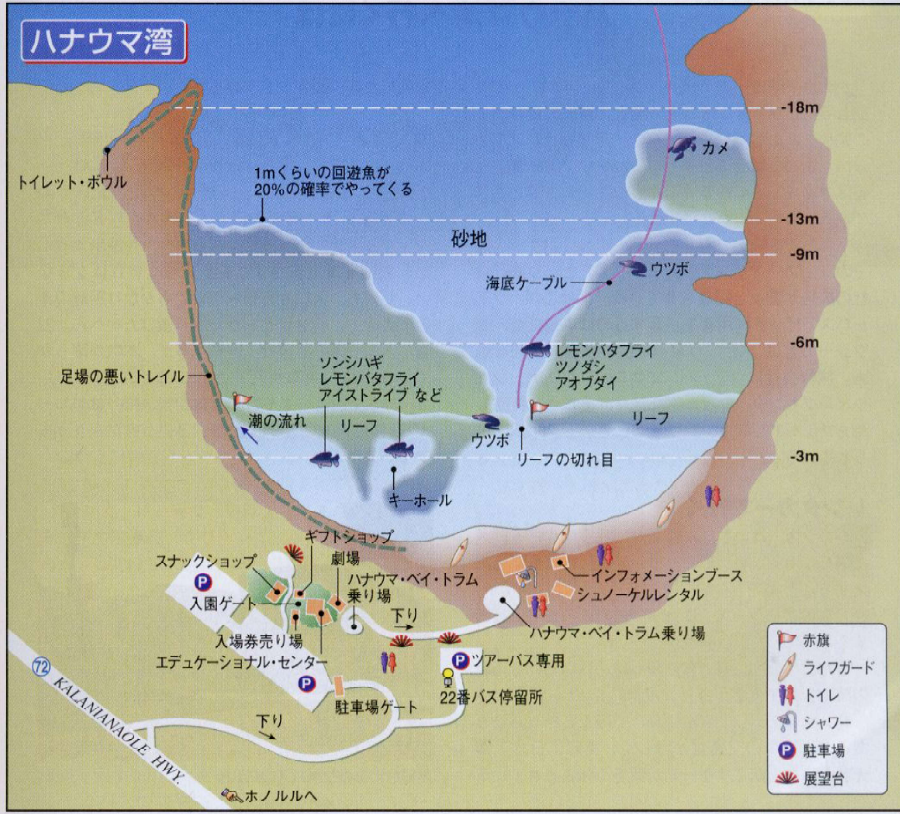 ハナウマ湾
-18m
カメ
トイレット・ボウル
1mくらいの回遊魚が
20%の確率でやってくる
-13m
砂地
-9m
ウツボ
海底ケーブル
-6m
レモンバタフライ
ツノダシ
アオブダイ
ソンシハギ
レモンバタフライ
アイストライプ など
足場の悪いトレイル
潮の流れ
リーフ
ウツボ
リーフ
リーフの切れ目
-3m
キーホール
ギフトショップ
スナックショップ
劇場
ハナウマ・ベイ・トラム
乗り場
入園ゲート
下り
インフォメーションブース
シュノーケルレンタル
ハナウマ・ベイ・トラム乗り場
入場券売り場
エデュケーショナル・センター
P
P
P
ツアーバス専用
22番バス停留所
駐車場ゲート
下り
72
KALANIANAOLE HWY.
ホノルルへ
赤旗
ライフガード
トイレ
シャワー
P
駐車場
展望台